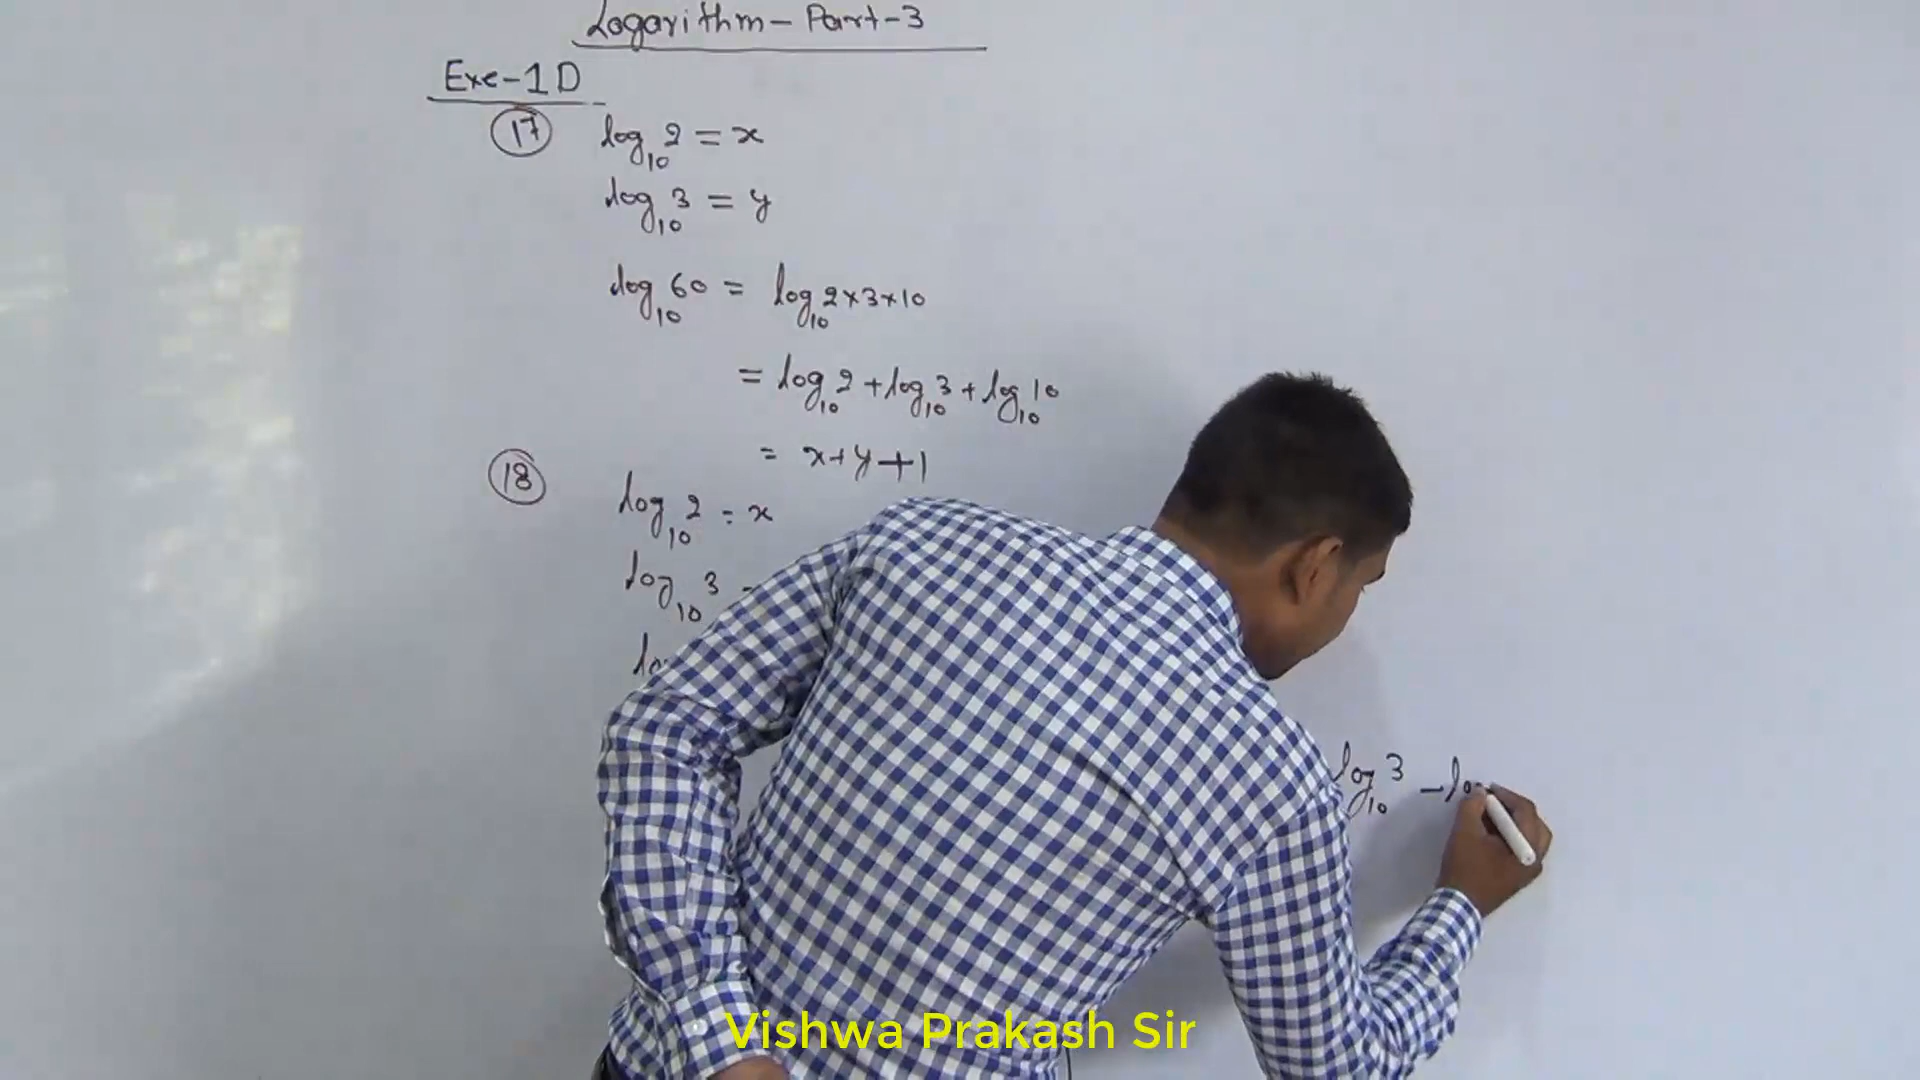 Logarithm - Part - 3
Exe - 1D
17 log₁₀2 = x
log₁₀3 = y
log₁₀60 = log₁₀2×3×10
= log₁₀2 + log₁₀3 + log₁₀10
= x + y + 1
18 log₁₀2 = x
log₁₀3 =
log₁₀3 - lo
Vishwa Prakash Sir